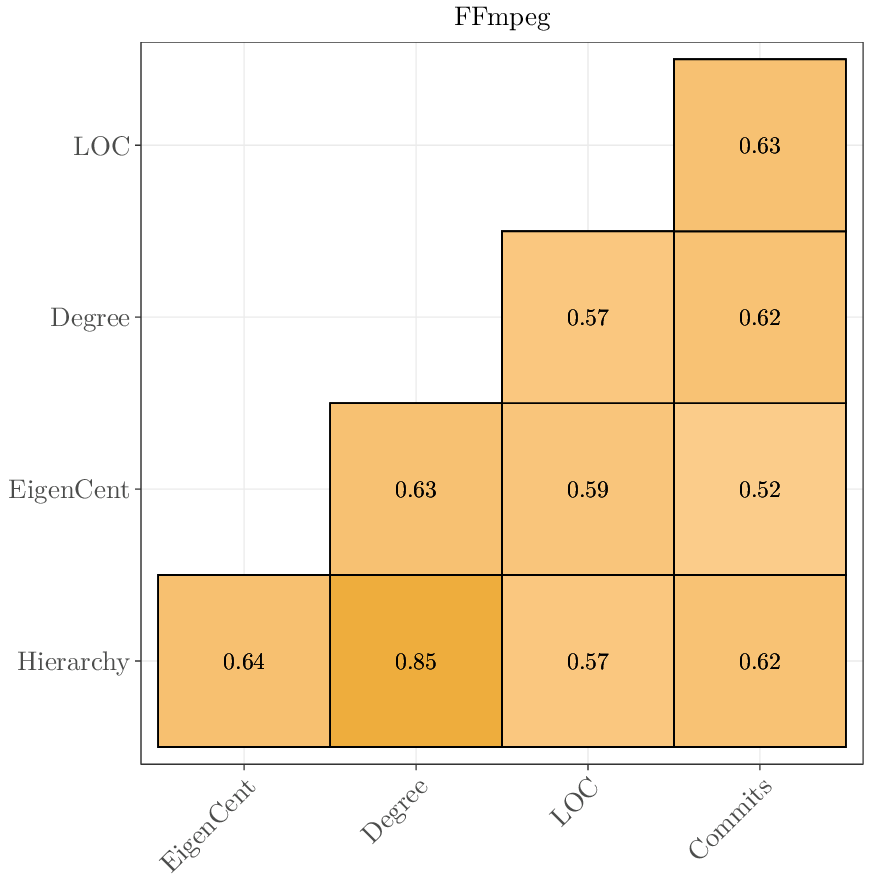 FFmpeg
LOC
0.63
Degree
0.57
0.62
EigenCent
0.63
0.59
0.52
Hierarchy
0.64
0.85
0.57
0.62
EigenCent
Degree
LOC
Commits